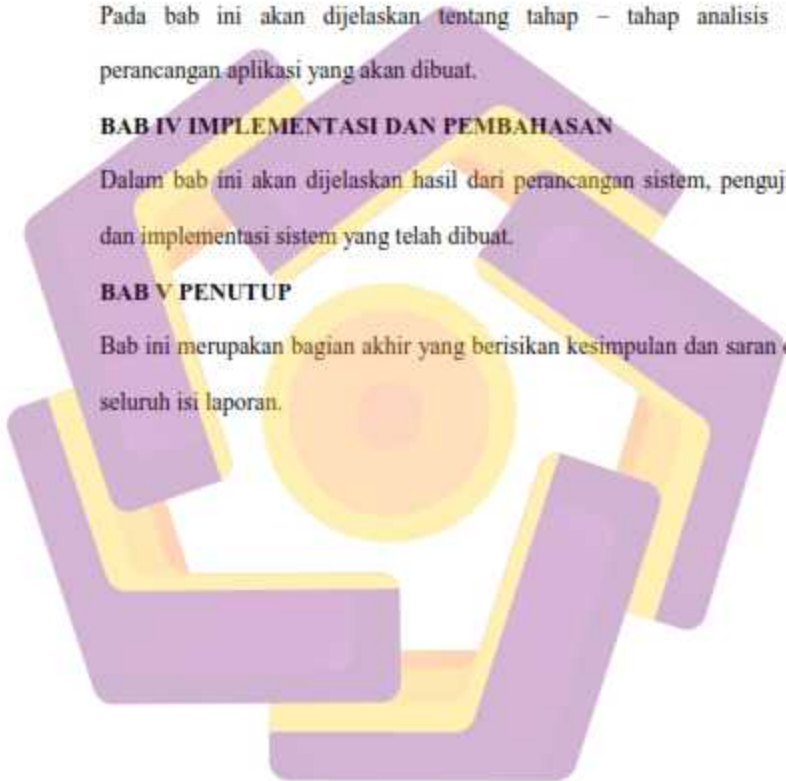 Pada bab ini akan dijelaskan tentang tahap – tahap analisis
perancangan aplikasi yang akan dibuat.
BAB IV IMPLEMENTASI DAN PEMBAHASAN
Dalam bab ini akan dijelaskan hasil dari perancangan sistem, penguj
dan implementasi sistem yang telah dibuat.
BAB V PENUTUP
Bab ini merupakan bagian akhir yang berisikan kesimpulan dan saran
seluruh isi laporan.